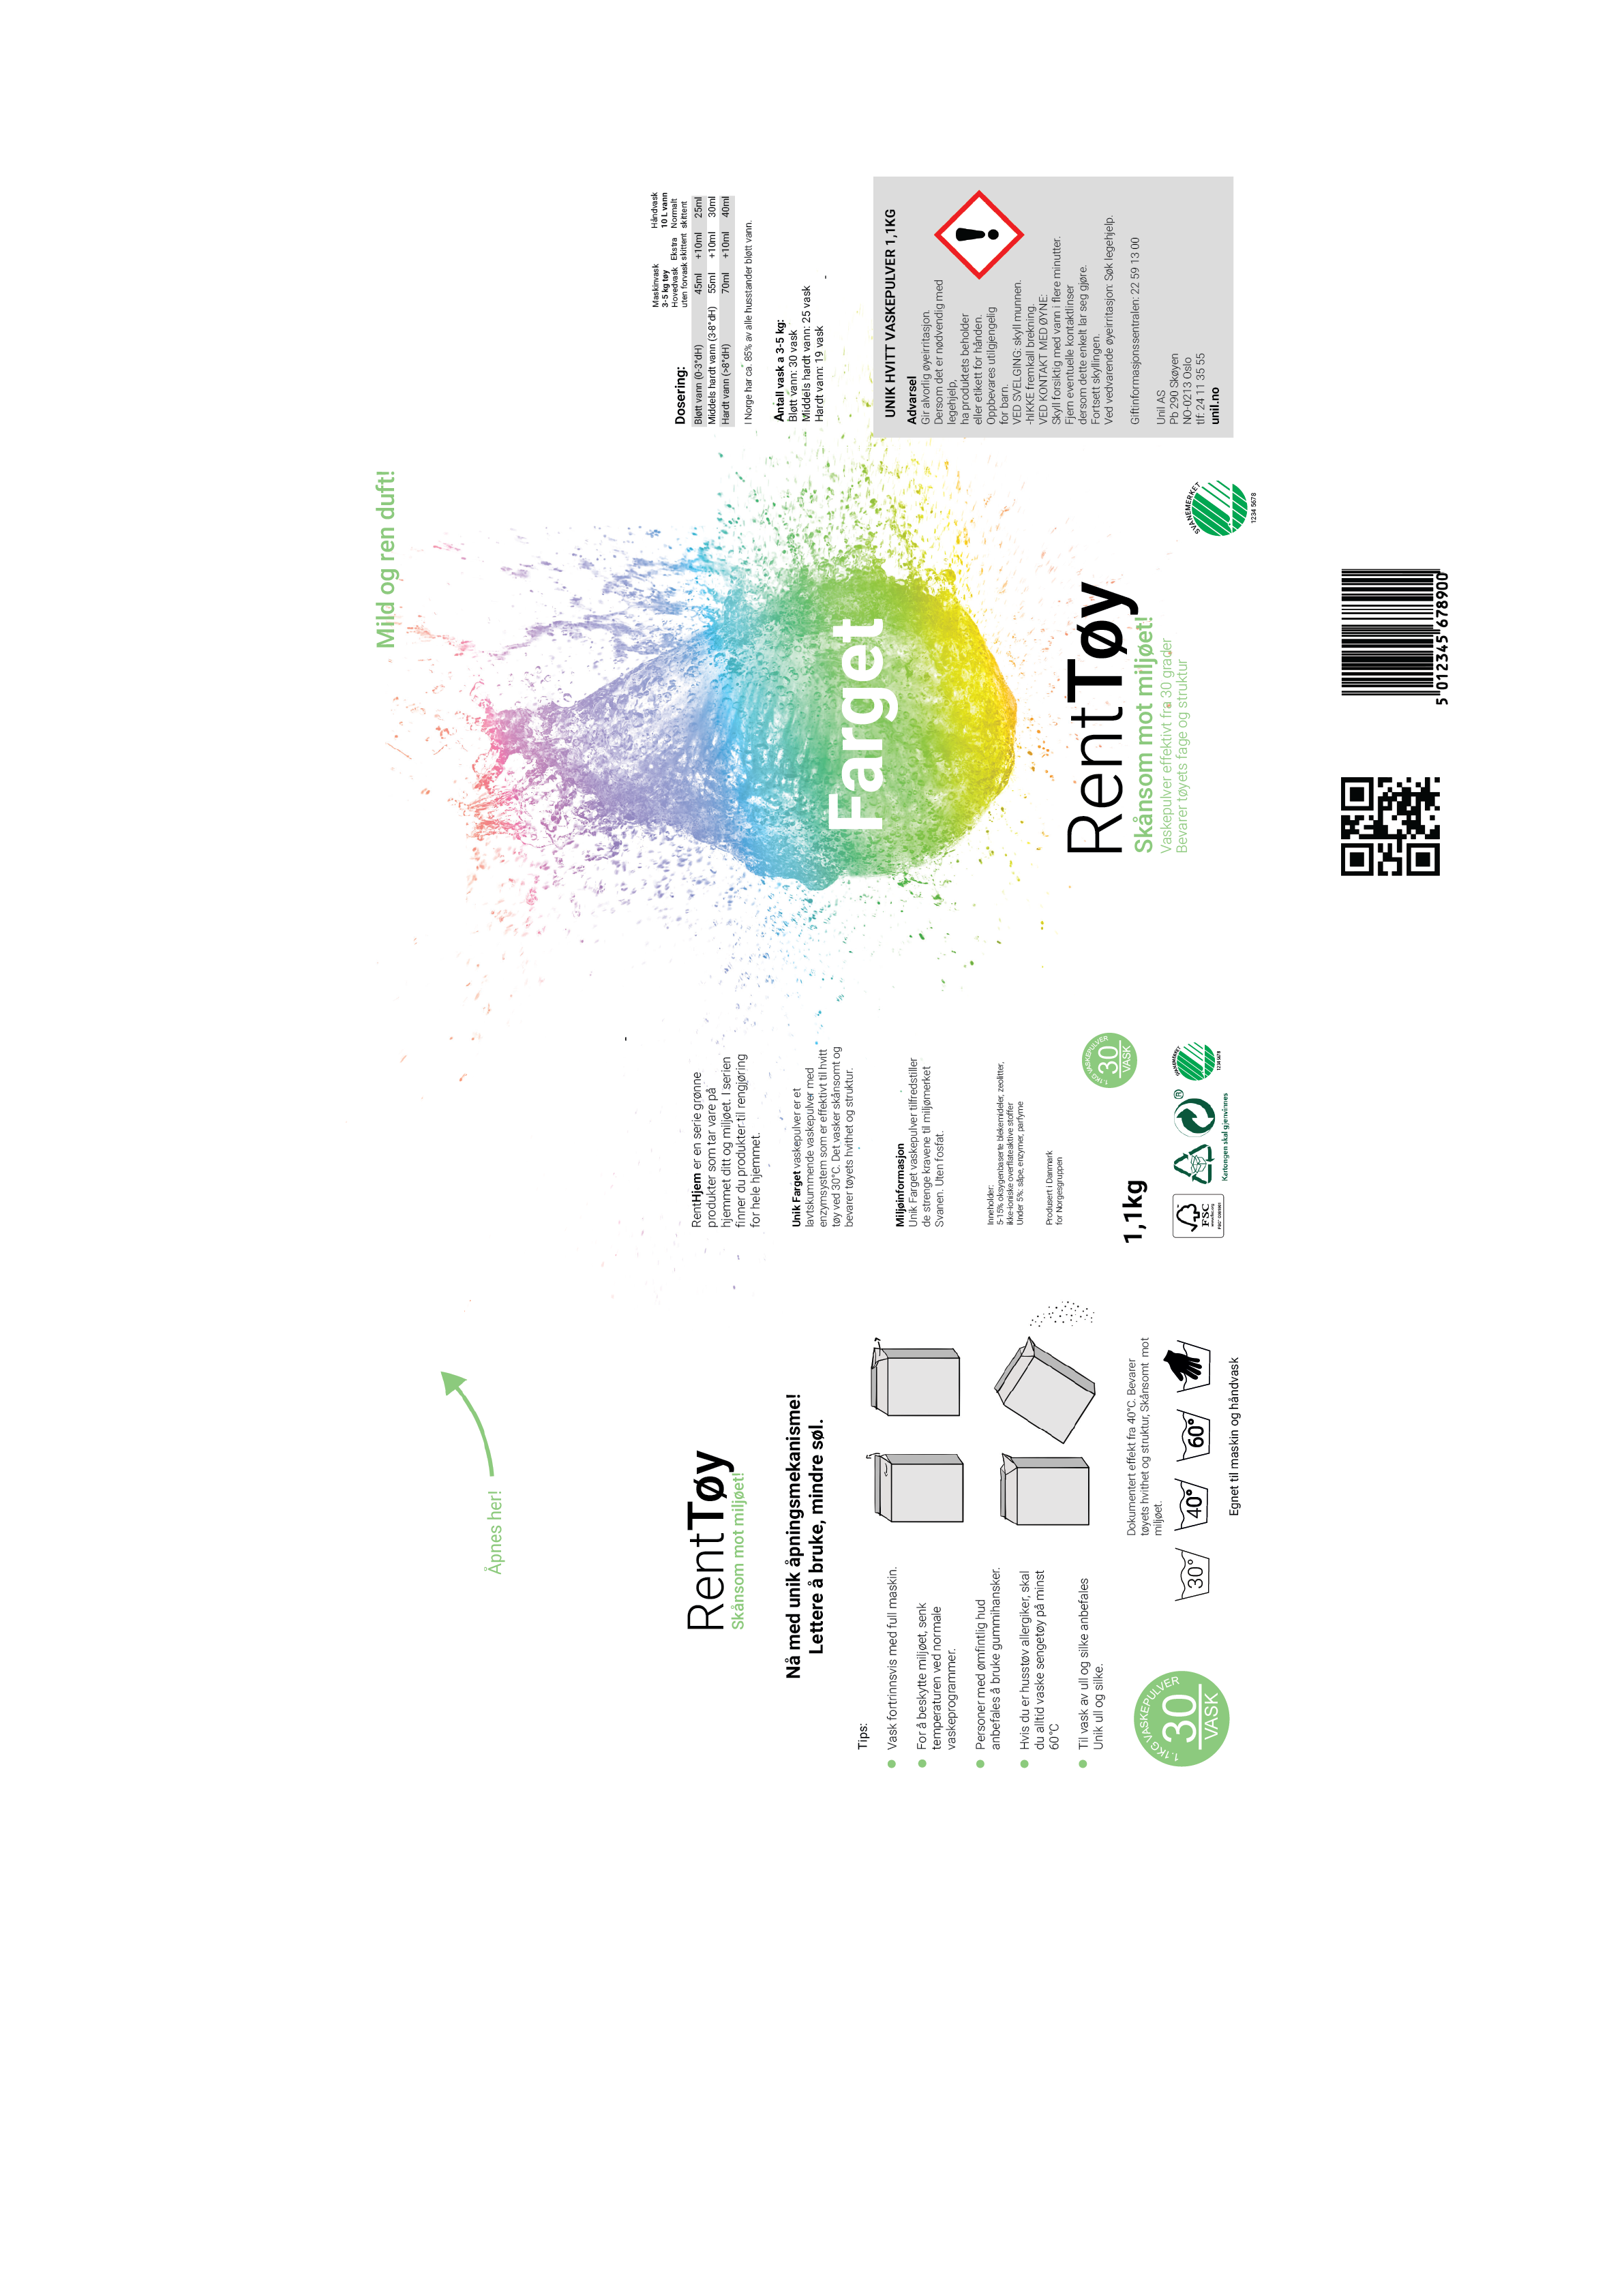 Mild og ren duft!
Åpnes her!
RentTøy
Skånsom mot miljøet!
Nå med unik åpningsmekanisme!
Lettere å bruke, mindre søl.
Tips:
Vask fortrinnsvis med full maskin.
For å beskytte miljøet, senk
temperaturen ved normale
vaskeprogrammer.
Personer med ømfintlig hud
anbefales å bruke gummihansker.
Hvis du er husstøv allergiker, skal
du alltid vaske sengetøy på minst
60°C
Til vask av ull og silke anbefales
Unik ull og silke.
1.1KG VASKEPULVER
30
VASK
Dokumentert effekt fra 40°C. Bevarer
tøyets hvithet og struktur, Skånsomt mot
miljøet.
30° 40° 60°
Egnet til maskin og håndvask
RentHjem er en serie grønne
produkter som tar vare på
hjemmet ditt og miljøet. I serien
finner du produkter til rengjøring
for hele hjemmet.
Unik Farget vaskepulver er et
lavtskummende vaskepulver med
enzymsystem som er effektivt til hvitt
tøy ved 30°C. Det vasker skånsomt og
bevarer tøyets hvithet og struktur.
Miljøinformasjon
Unik Farget vaskepulver tilfredstiller
de strenge kravene til miljømerket
Svanen. Uten fosfat.
Inneholder:
5-15% oksygenbaserte blekemideler, zeolitter,
ikke-ioniske overflateaktive stoffer
Under 5%: såpe, enzymer, parfyme
Produsert i Danmark
for Norgesgruppen
1,1kg
1.1KG VASKEPULVER
30
VASK
FSC
Kartongen skal gjenvinnes
®
SVANEMERKET
1234 5678
Farget
RentTøy
Skånsom mot miljøet!
Vaskepulver effektivt fra 30 grader
Bevarer tøyets fage og struktur
SVANEMERKET
1234 5678
5 012345 678900
Maskinvask Håndvask
3-5 kg tøy 10 L vann
Hovedvask Ekstra Normalt
uten forvask skittent skittent
Dosering:
Bløtt vann (0-3°dH) 45ml +10ml 25ml
Middels hardt vann (3-8°dH) 55ml +10ml 30ml
Hardt vann (>8°dH) 70ml +10ml 40ml
I Norge har ca. 85% av alle husstander bløtt vann.
Antall vask a 3-5 kg:
Bløtt vann: 30 vask
Middels hardt vann: 25 vask
Hardt vann: 19 vask
UNIK HVITT VASKEPULVER 1,1KG
Advarsel
Gir alvorlig øyeirritasjon.
Dersom det er nødvendig med
legehjelp,
ha produktets beholder
eller etikett for hånden.
Oppbevares utilgjengelig
for barn.
VED SVELGING: skyll munnen.
-IKKE fremkall brekning.
VED KONTAKT MED ØYNE:
Skyll forsiktig med vann i flere minutter.
Fjern eventuelle kontaktlinser
dersom dette enkelt lar seg gjøre.
Fortsett skyllingen.
Ved vedvarende øyeirritasjon: Søk legehjelp.
Giftinformasjonssentralen: 22 59 13 00
Unil AS
Pb 290 Skøyen
NO-0213 Oslo
tlf: 24 11 35 55
unil.no